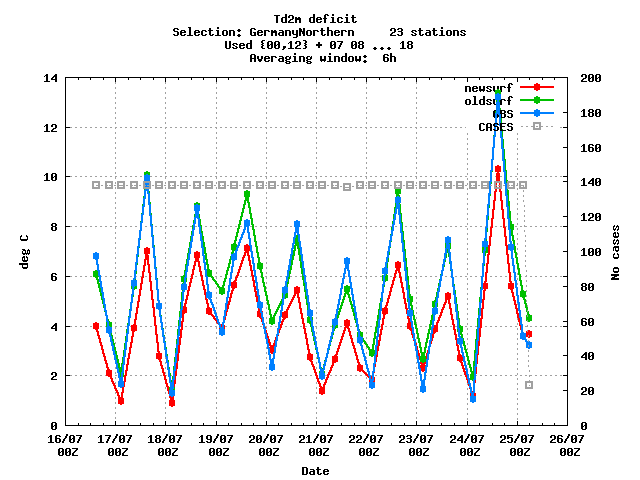 Td2m deficit
Selection: GermanyNorthern 23 stations
Used {00,12} + 07 08 ... 18
Averaging window: 6h
newsurf
oldsurf
OBS
CASES
deg C
No cases
14
12
10
8
6
4
2
0
200
180
160
140
120
100
80
60
40
20
0
16/07 17/07 18/07 19/07 20/07 21/07 22/07 23/07 24/07 25/07 26/07
00Z 00Z 00Z 00Z 00Z 00Z 00Z 00Z 00Z 00Z 00Z
Date